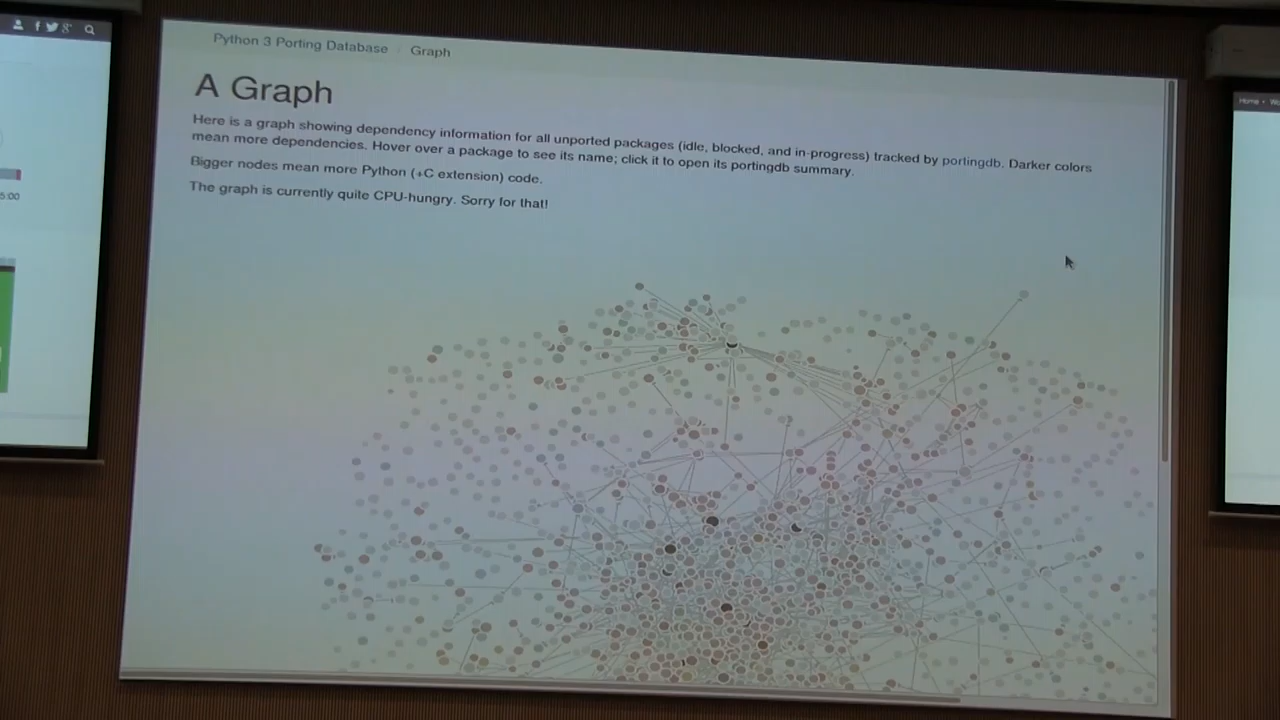 Python 3 Porting Database
Graph
A Graph
Here is a graph showing dependency information for all unported packages (idle, blocked, and in-progress) tracked by portingdb. Darker colors
mean more dependencies. Hover over a package to see its name; click it to open its portingdb summary.
Bigger nodes mean more Python (+C extension) code.
The graph is currently quite CPU-hungry. Sorry for that!
5:00
Home